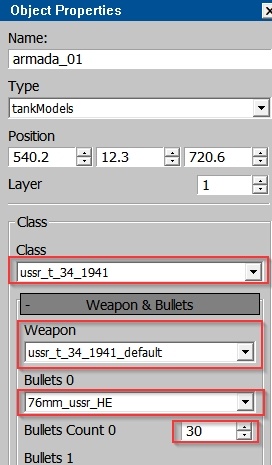 Object Properties
Name:
armada_01
Type
tankModels
Position
540.2 12.3 720.6
Layer 1
Class
Class
ussr_t_34_1941
- Weapon & Bullets
Weapon
ussr_t_34_1941_default
Bullets 0
76mm_ussr_HE
Bullets Count 0 30
Bullets 1